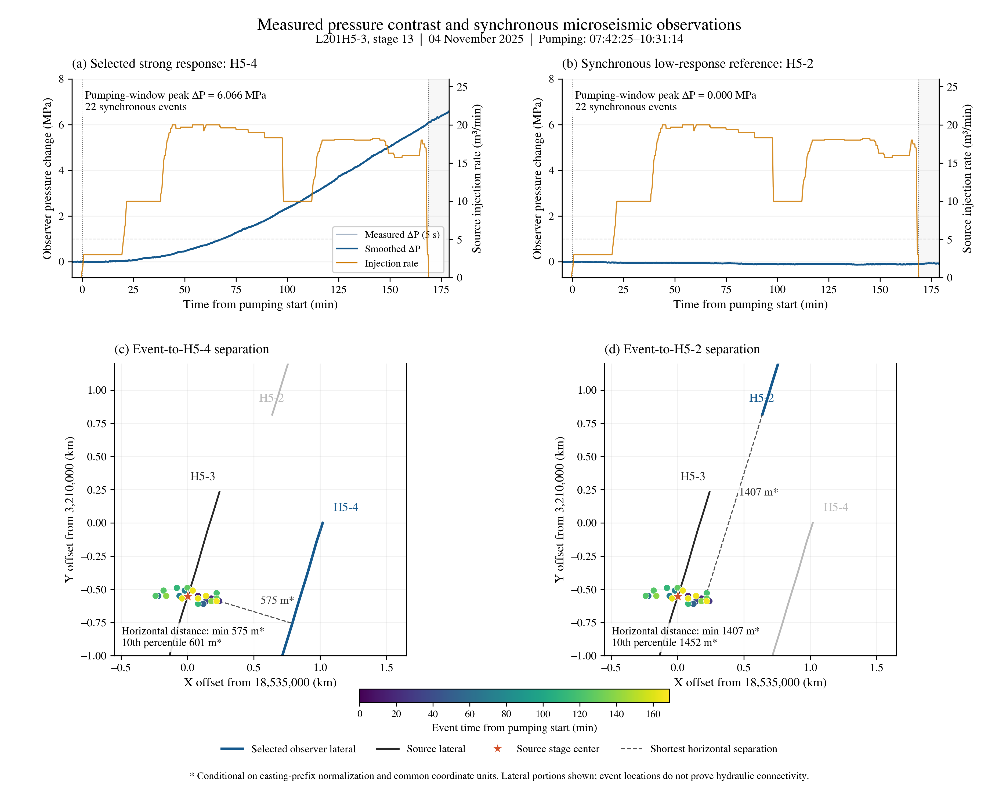 Measured pressure contrast and synchronous microseismic observations
L201H5-3, stage 13 | 04 November 2025 | Pumping: 07:42:25–10:31:14
(a) Selected strong response: H5-4
Pumping-window peak ΔP = 6.066 MPa
22 synchronous events
Observer pressure change (MPa)
8
6
4
2
0
Source injection rate (m³/min)
25
20
15
10
5
0
Measured ΔP (5 s)
Smoothed ΔP
Injection rate
0 25 50 75 100 125 150 175
Time from pumping start (min)
(b) Synchronous low-response reference: H5-2
Pumping-window peak ΔP = 0.000 MPa
22 synchronous events
Observer pressure change (MPa)
8
6
4
2
0
Source injection rate (m³/min)
25
20
15
10
5
0
0 25 50 75 100 125 150 175
Time from pumping start (min)
(c) Event-to-H5-4 separation
Y offset from 3,210,000 (km)
1.00
0.75
0.50
0.25
0.00
−0.25
−0.50
−0.75
−1.00
H5-2
H5-3
H5-4
575 m*
Horizontal distance: min 575 m*
10th percentile 601 m*
−0.5 0.0 0.5 1.0 1.5
X offset from 18,535,000 (km)
(d) Event-to-H5-2 separation
Y offset from 3,210,000 (km)
1.00
0.75
0.50
0.25
0.00
−0.25
−0.50
−0.75
−1.00
H5-2
H5-3
1407 m*
H5-4
Horizontal distance: min 1407 m*
10th percentile 1452 m*
−0.5 0.0 0.5 1.0 1.5
X offset from 18,535,000 (km)
0 20 40 60 80 100 120 140 160
Event time from pumping start (min)
Selected observer lateral
Source lateral
Source stage center
Shortest horizontal separation
* Conditional on easting-prefix normalization and common coordinate units. Lateral portions shown; event locations do not prove hydraulic connectivity.